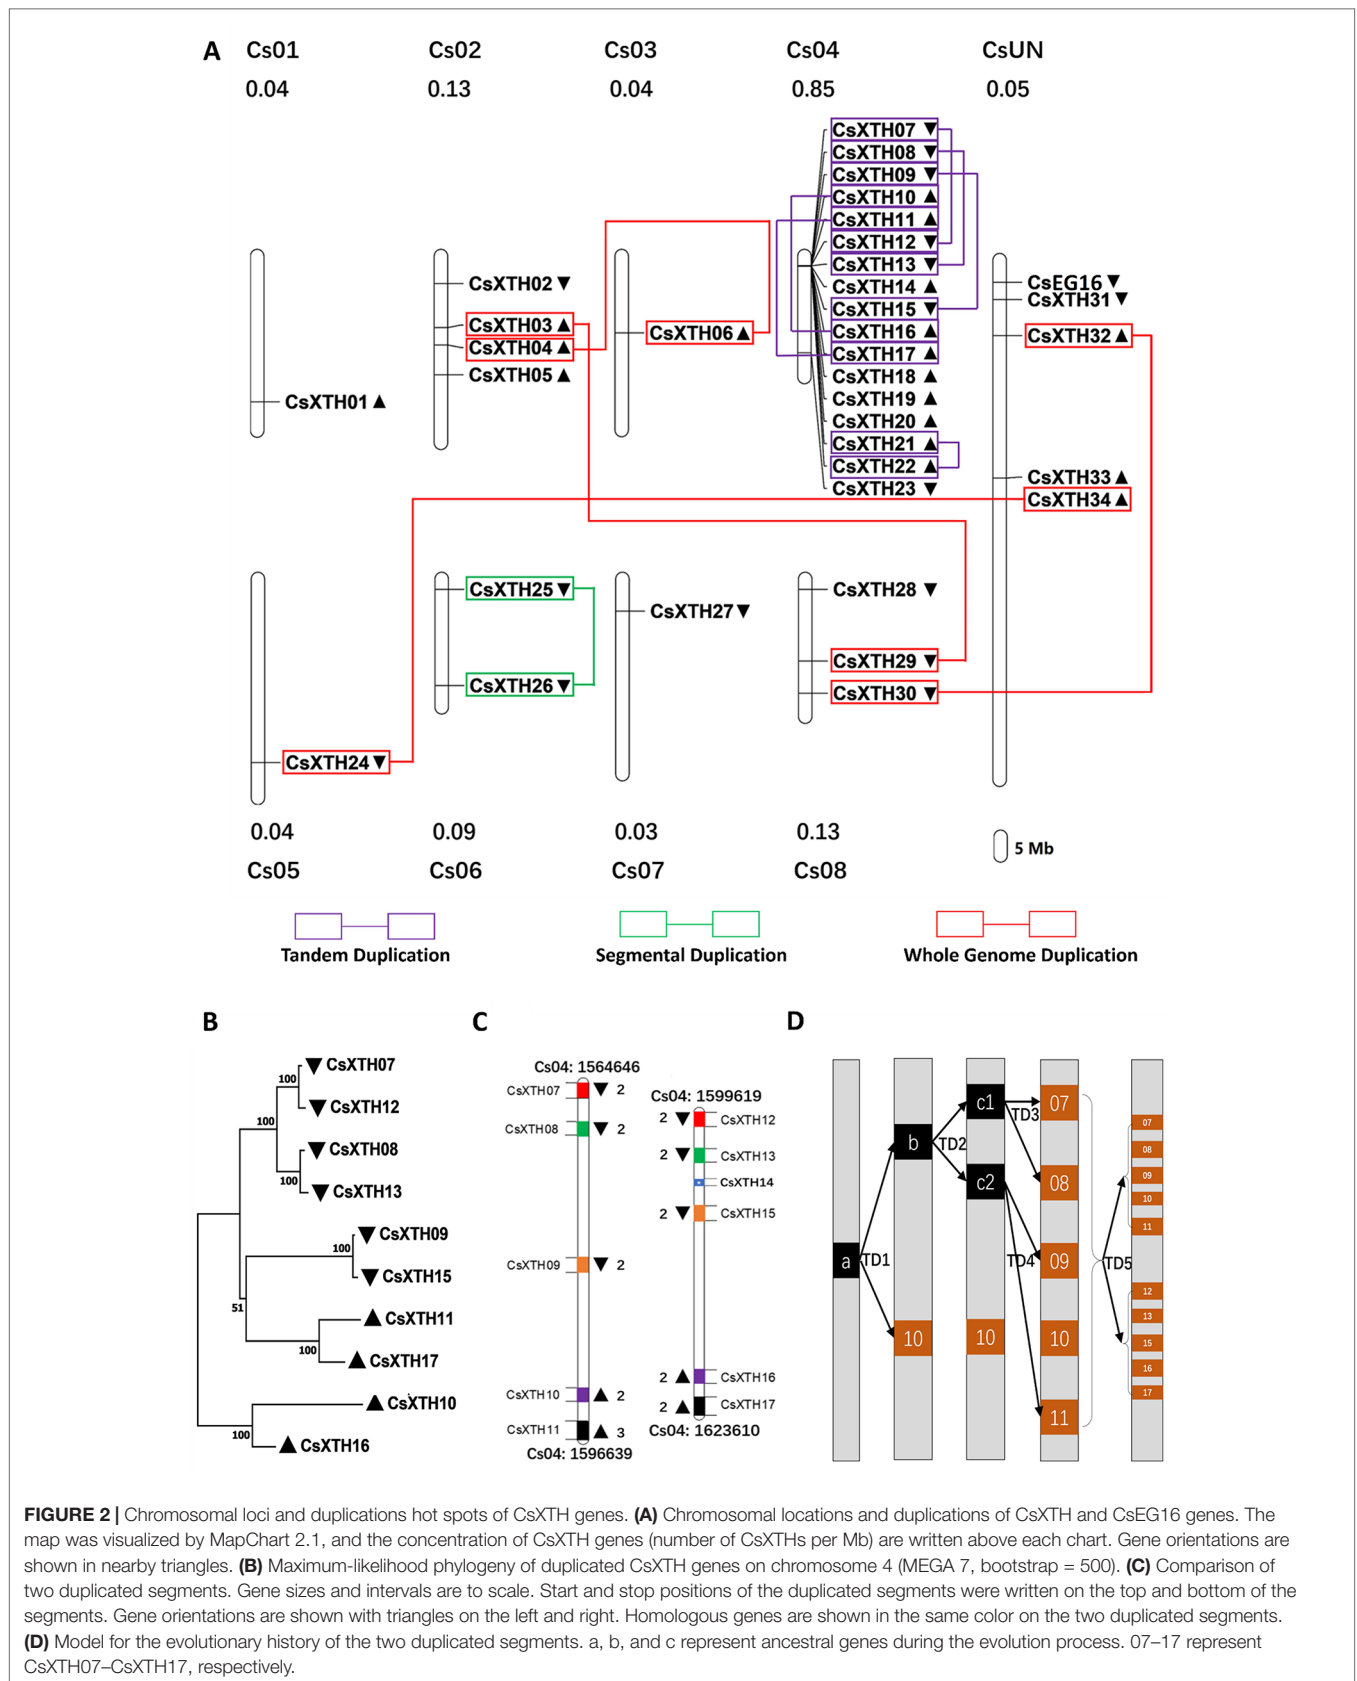 A
Cs01
Cs02
Cs03
Cs04
CsUN
0.04
0.13
0.04
0.85
0.05
CsXTH01▲
CsXTH02▼
CsXTH03▲
CsXTH04▲
CsXTH05▲
CsXTH06▲
CsXTH07▼
CsXTH08▼
CsXTH09▼
CsXTH10▲
CsXTH11▲
CsXTH12▼
CsXTH13▼
CsXTH14▲
CsXTH15▼
CsXTH16▲
CsXTH17▲
CsXTH18▲
CsXTH19▲
CsXTH20▲
CsXTH21▲
CsXTH22▲
CsXTH23▼
CsEG16▼
CsXTH31▼
CsXTH32▲
CsXTH33▲
CsXTH34▲
CsXTH24▼
CsXTH25▼
CsXTH26▼
CsXTH27▼
CsXTH28▼
CsXTH29▼
CsXTH30▼
0.04
0.09
0.03
0.13
Cs05
Cs06
Cs07
Cs08
5 Mb
Tandem Duplication
Segmental Duplication
Whole Genome Duplication
B
▼CsXTH07
▼CsXTH12
▼CsXTH08
▼CsXTH13
▼CsXTH09
▼CsXTH15
▲CsXTH11
▲CsXTH17
▲CsXTH10
▲CsXTH16
100
100
100
100
51
100
100
C
Cs04: 1564646
CsXTH07 ▼ 2
CsXTH08 ▼ 2
CsXTH09 ▼ 2
CsXTH10 ▲ 2
CsXTH11 ▲ 3
Cs04: 1596639
Cs04: 1599619
2 ▼ CsXTH12
2 ▼ CsXTH13
CsXTH14
2 ▼ CsXTH15
2 ▲ CsXTH16
2 ▲ CsXTH17
Cs04: 1623610
D
a
TD1
b
10
TD2
c1
c2
10
TD3
TD4
07
08
09
10
11
TD5
07
08
09
10
11
12
13
15
16
17
FIGURE 2 | Chromosomal loci and duplications hot spots of CsXTH genes. (A) Chromosomal locations and duplications of CsXTH and CsEG16 genes. The
map was visualized by MapChart 2.1, and the concentration of CsXTH genes (number of CsXTHs per Mb) are written above each chart. Gene orientations are
shown in nearby triangles. (B) Maximum-likelihood phylogeny of duplicated CsXTH genes on chromosome 4 (MEGA 7, bootstrap = 500). (C) Comparison of
two duplicated segments. Gene sizes and intervals are to scale. Start and stop positions of the duplicated segments were written on the top and bottom of the
segments. Gene orientations are shown with triangles on the left and right. Homologous genes are shown in the same color on the two duplicated segments.
(D) Model for the evolutionary history of the two duplicated segments. a, b, and c represent ancestral genes during the evolution process. 07–17 represent
CsXTH07–CsXTH17, respectively.